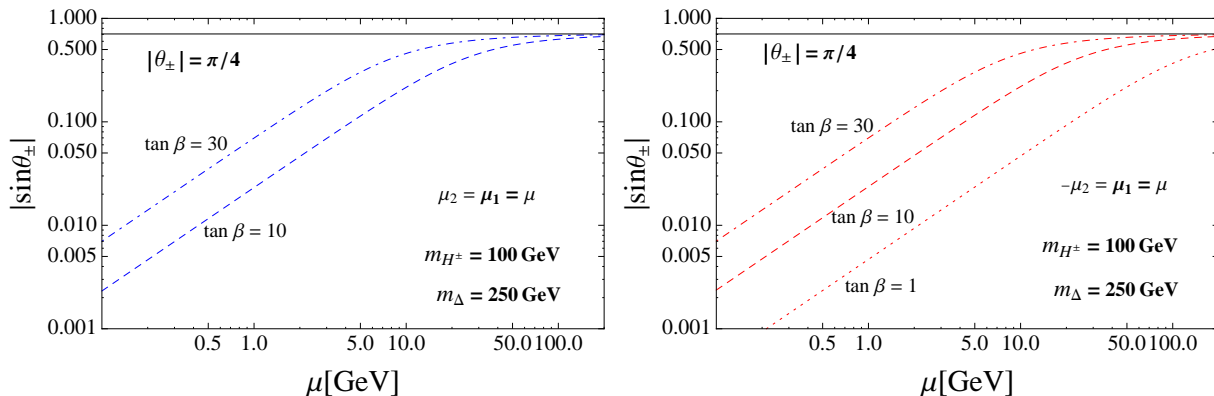 1.000
0.500
0.100
0.050
0.010
0.005
0.001
|sinθ±|
|θ±| = π/4
tan β = 30
tan β = 10
μ2 = μ1 = μ
mH± = 100 GeV
mΔ = 250 GeV
0.5 1.0 5.0 10.0 50.0 100.0
μ[GeV]
1.000
0.500
0.100
0.050
0.010
0.005
0.001
|sinθ±|
|θ±| = π/4
tan β = 30
tan β = 10
tan β = 1
−μ2 = μ1 = μ
mH± = 100 GeV
mΔ = 250 GeV
0.5 1.0 5.0 10.0 50.0 100.0
μ[GeV]